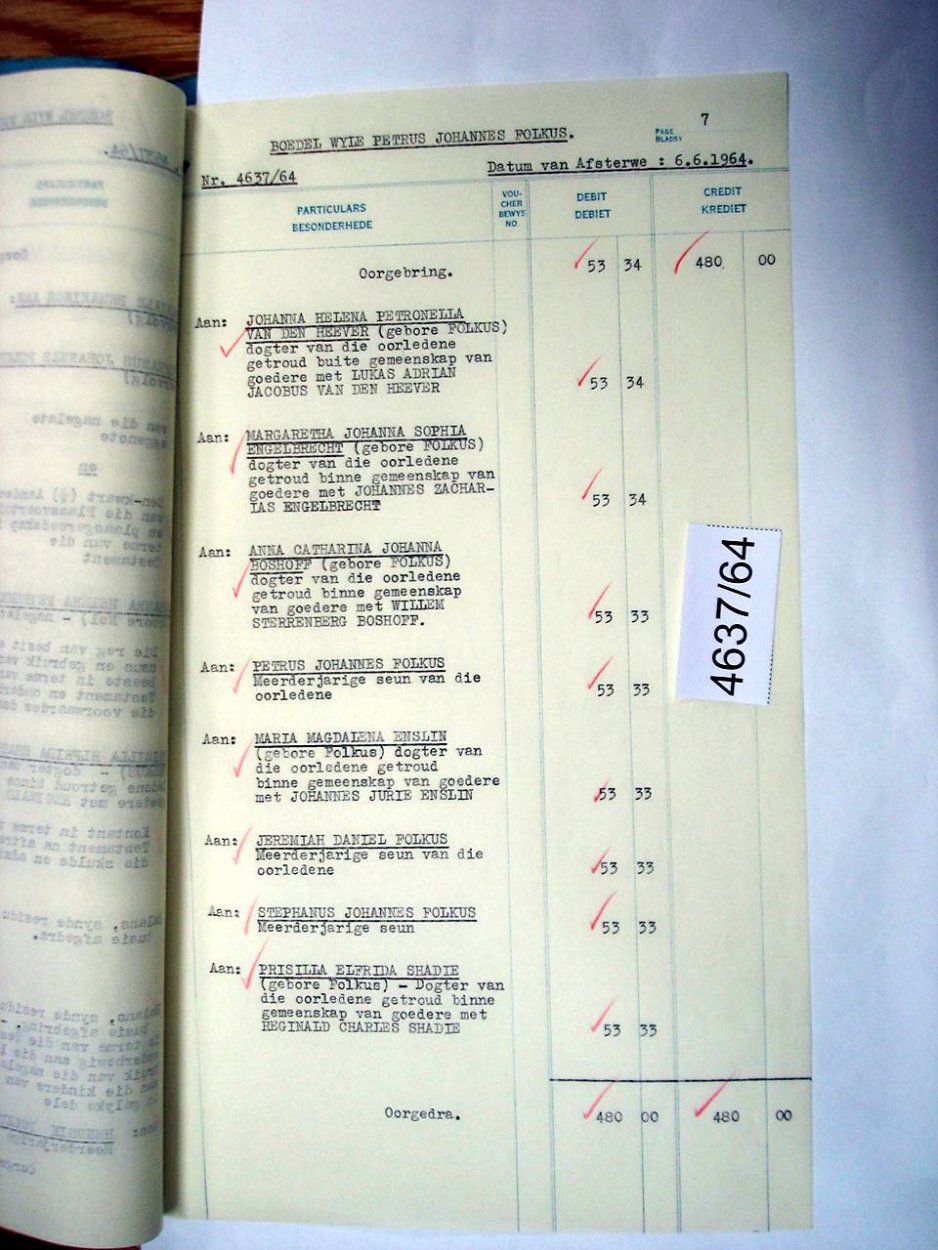 7
PAGE
BLADSY
BOEDEL WYLE PETRUS JOHANNES FOLKUS.
Nr. 4637/64
Datum van Afsterwe : 6.6.1964.
PARTICULARS
BESONDERHEDE
VOU-
CHER
BEWYS
NO
DEBIT
DEBIET
CREDIT
KREDIET
Oorgebring. 53 34 480 00
Aan: JOHANNA HELENA PETRONELLA
VAN DEN HEEVER (gebore FOLKUS)
dogter van die oorledene
getroud buite gemeenskap van
goedere met LUKAS ADRIAN
JACOBUS VAN DEN HEEVER 53 34
Aan: MARGARETHA JOHANNA SOPHIA
ENGELBRECHT (gebore FOLKUS)
dogter van die oorledene
getroud binne gemeenskap van
goedere met JOHANNES ZACHAR-
IAS ENGELBRECHT 53 34
Aan: ANNA CATHARINA JOHANNA
BOSHOFF (gebore FOLKUS)
dogter van die oorledene
getroud binne gemeenskap
van goedere met WILLEM
STERRENBERG BOSHOFF. 53 33
Aan: PETRUS JOHANNES FOLKUS
Meerderjarige seun van die
oorledene 53 33
Aan: MARIA MAGDALENA ENSLIN
(gebore Folkus) dogter van
die oorledene getroud
binne gemeenskap van goedere
met JOHANNES JURIE ENSLIN 53 33
Aan: JEREMIAH DANIEL FOLKUS
Meerderjarige seun van die
oorledene 53 33
Aan: STEPHANUS JOHANNES FOLKUS
Meerderjarige seun 53 33
Aan: PRISILLA ELFRIDA SHADIE
(gebore Folkus) - Dogter van
die oorledene getroud binne
gemeenskap van goedere met
REGINALD CHARLES SHADIE 53 33
Oorgedra. 480 00 480 00
4637/64